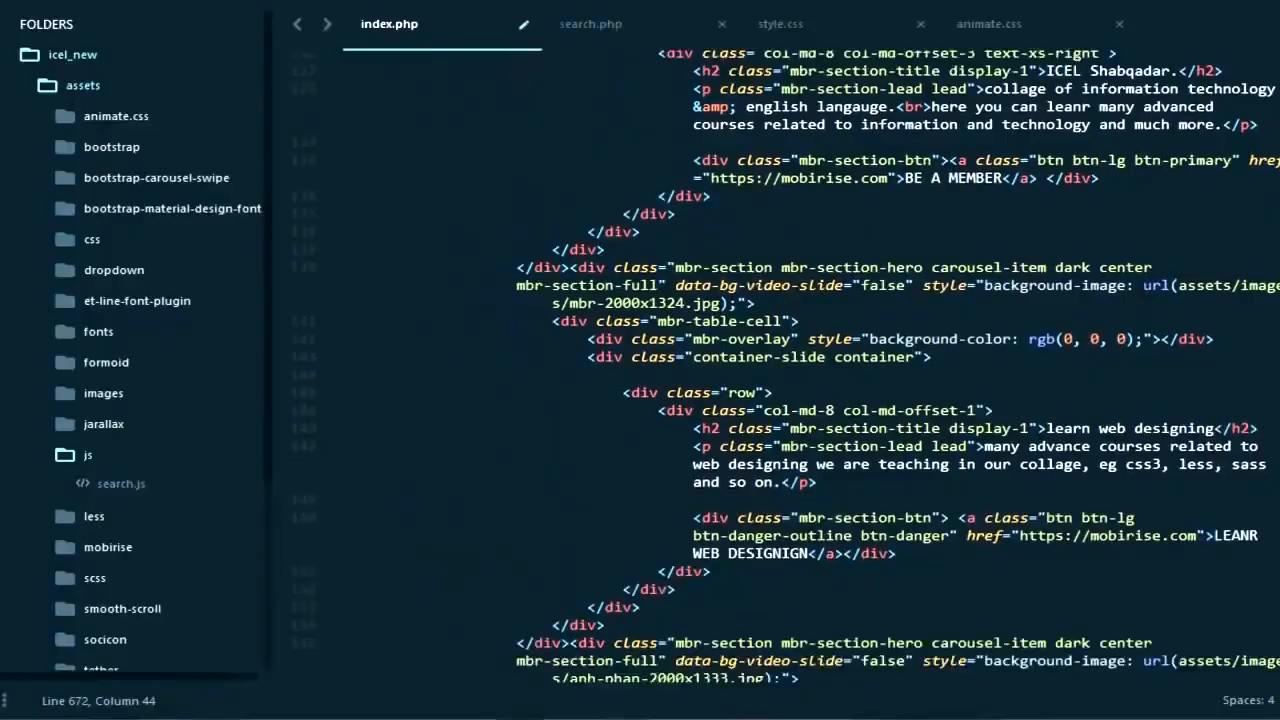 FOLDERS
icel_new
assets
animate.css
bootstrap
bootstrap-carousel-swipe
bootstrap-material-design-font
css
dropdown
et-line-font-plugin
fonts
formoid
images
jarallax
js
search.js
less
mobirise
scss
smooth-scroll
socicon
tether
index.php
search.php
style.css
animate.css
<div class="col-md-8 col-md-offset-3 text-xs-right">
<h2 class="mbr-section-title display-1">ICEL Shabqadar.</h2>
<p class="mbr-section-lead lead">collage of information technology
&amp; english langauge.<br>here you can leanr many advanced
courses related to information and technology and much more.</p>
<div class="mbr-section-btn"><a class="btn btn-lg btn-primary" href
="https://mobirise.com">BE A MEMBER</a> </div>
</div>
</div>
</div>
</div>
</div><div class="mbr-section mbr-section-hero carousel-item dark center
mbr-section-full" data-bg-video-slide="false" style="background-image: url(assets/image
s/mbr-2000x1324.jpg);">
<div class="mbr-table-cell">
<div class="mbr-overlay" style="background-color: rgb(0, 0, 0);"></div>
<div class="container-slide container">
<div class="row">
<div class="col-md-8 col-md-offset-1">
<h2 class="mbr-section-title display-1">learn web designing</h2>
<p class="mbr-section-lead lead">many advance courses related to
web designing we are teaching in our collage, eg css3, less, sass
and so on.</p>
<div class="mbr-section-btn"> <a class="btn btn-lg
btn-danger-outline btn-danger" href="https://mobirise.com">LEANR
WEB DESIGNIGN</a></div>
</div>
</div>
</div>
</div>
</div><div class="mbr-section mbr-section-hero carousel-item dark center
mbr-section-full" data-bg-video-slide="false" style="background-image: url(assets/image
s/anh-phan-2000x1333.jpg);">
Line 672, Column 44
Spaces: 4